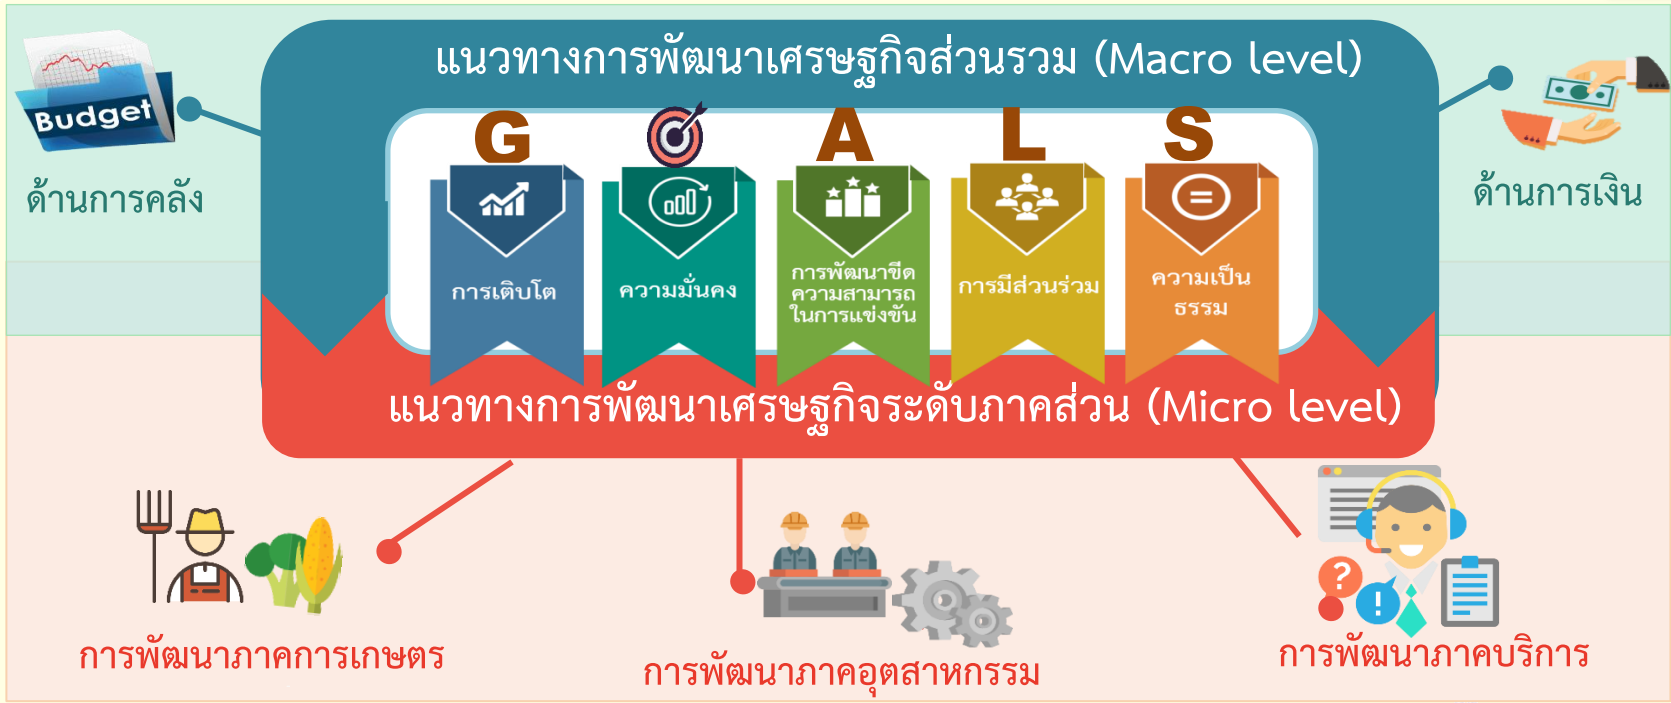 แนวทางการพัฒนาเศรษฐกิจส่วนรวม (Macro level)
Budget
ด้านการคลัง
ด้านการเงิน
G A L S
การเติบโต
ความมั่นคง
การพัฒนาขีด
ความสามารถ
ในการแข่งขัน
การมีส่วนร่วม
ความเป็น
ธรรม
แนวทางการพัฒนาเศรษฐกิจระดับภาคส่วน (Micro level)
การพัฒนาภาคการเกษตร
การพัฒนาภาคอุตสาหกรรม
?
!
การพัฒนาภาคบริการ